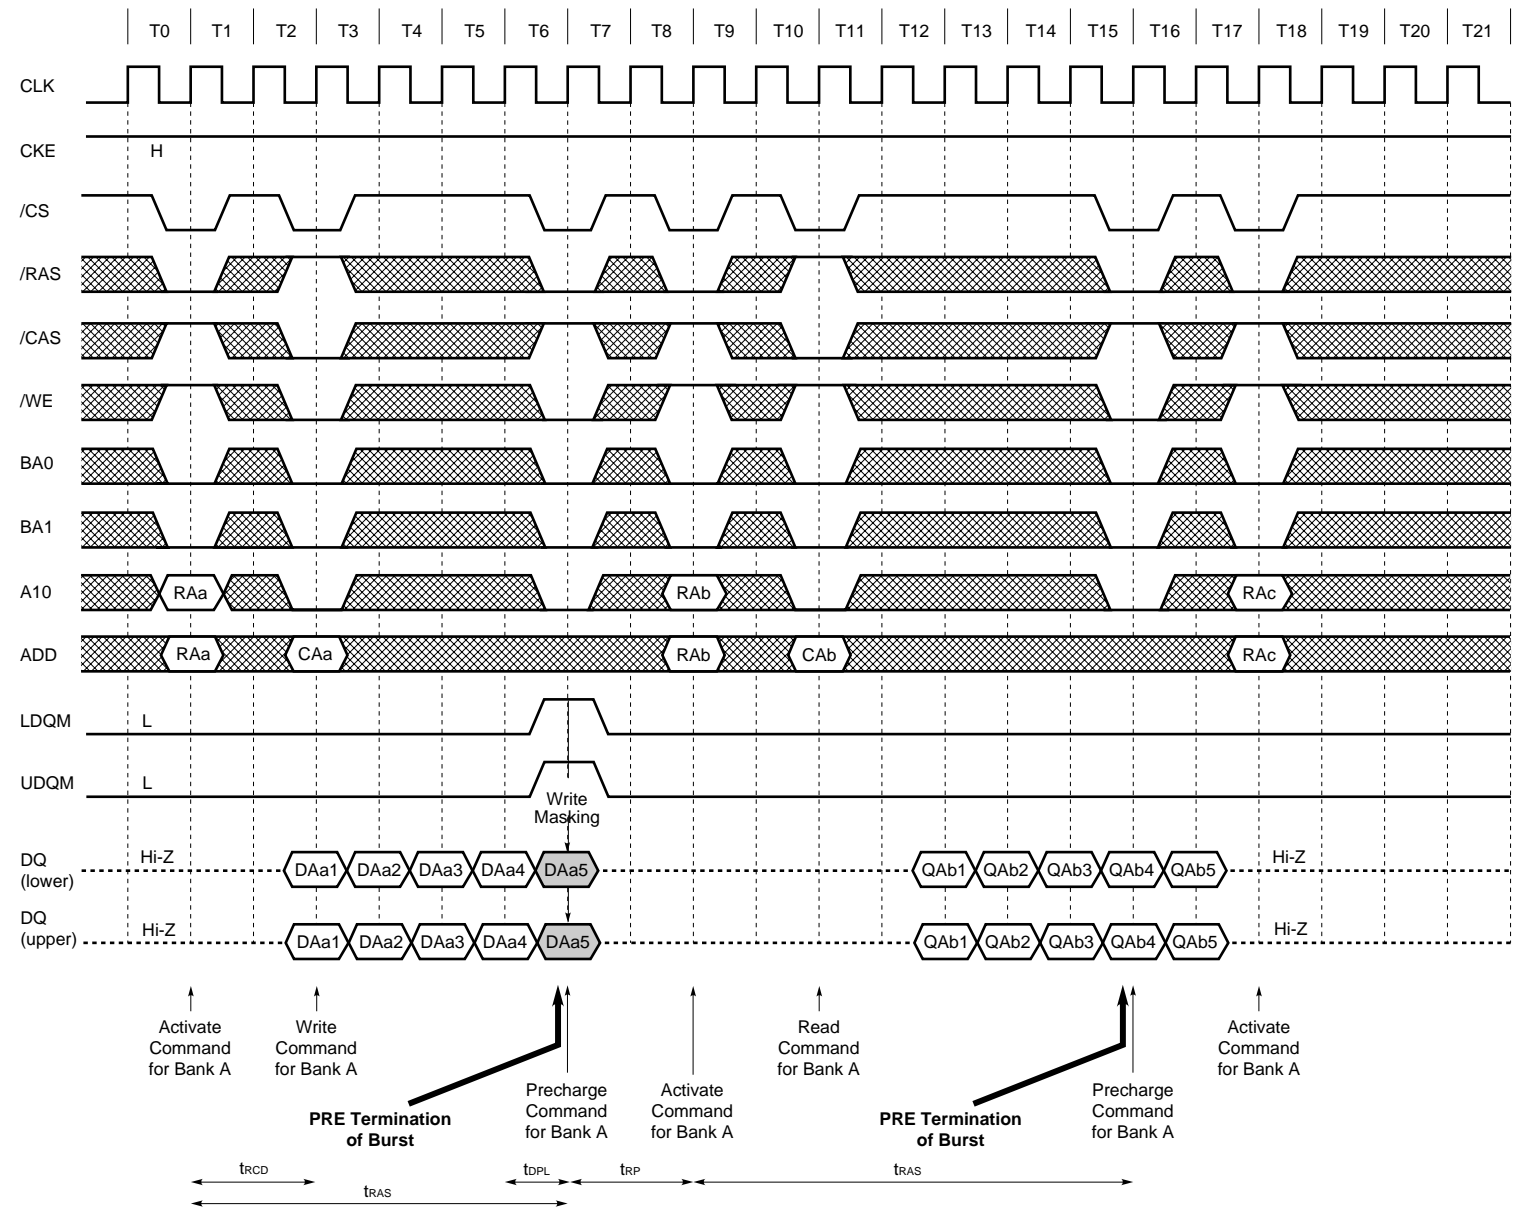 T0 T1 T2 T3 T4 T5 T6 T7 T8 T9 T10 T11 T12 T13 T14 T15 T16 T17 T18 T19 T20 T21
CLK
CKE H
/CS
/RAS
/CAS
/WE
BA0
BA1
A10 RAa RAb RAc
ADD RAa CAa RAb CAb RAc
LDQM L
UDQM L
Write
Masking
DQ
(lower)
Hi-Z DAa1 DAa2 DAa3 DAa4 DAa5 QAb1 QAb2 QAb3 QAb4 QAb5 Hi-Z
DQ
(upper)
Hi-Z DAa1 DAa2 DAa3 DAa4 DAa5 QAb1 QAb2 QAb3 QAb4 QAb5 Hi-Z
Activate
Command
for Bank A
Write
Command
for Bank A
PRE Termination
of Burst
Precharge
Command
for Bank A
Activate
Command
for Bank A
Read
Command
for Bank A
PRE Termination
of Burst
Precharge
Command
for Bank A
Activate
Command
for Bank A
tRCD tDPL tRP tRAS
tRAS